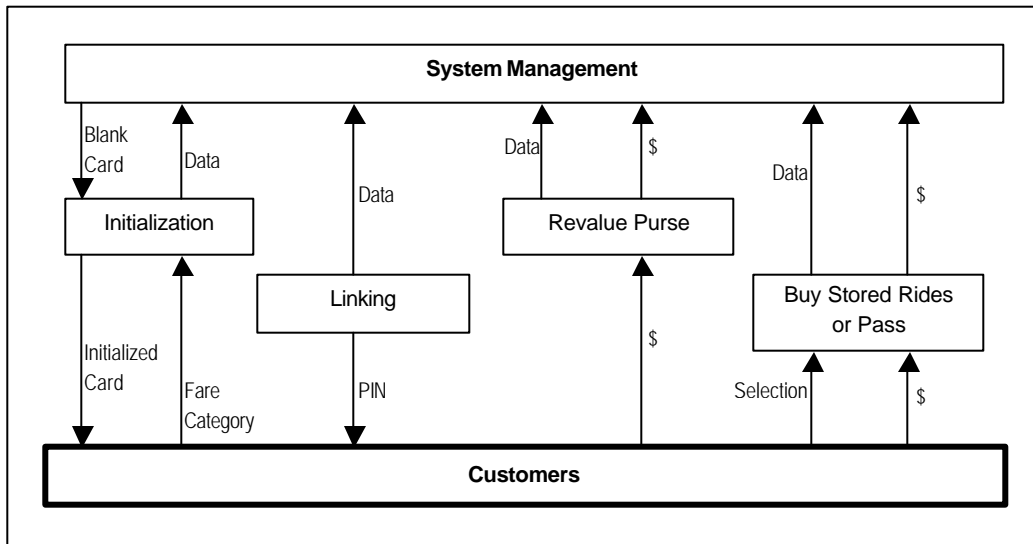 System Management
Blank
Card
Data
Data
Data
$
Data
$
Initialization
Revalue Purse
Linking
Buy Stored Rides
or Pass
Initialized
Card
Fare
Category
PIN
$
Selection
$
Customers